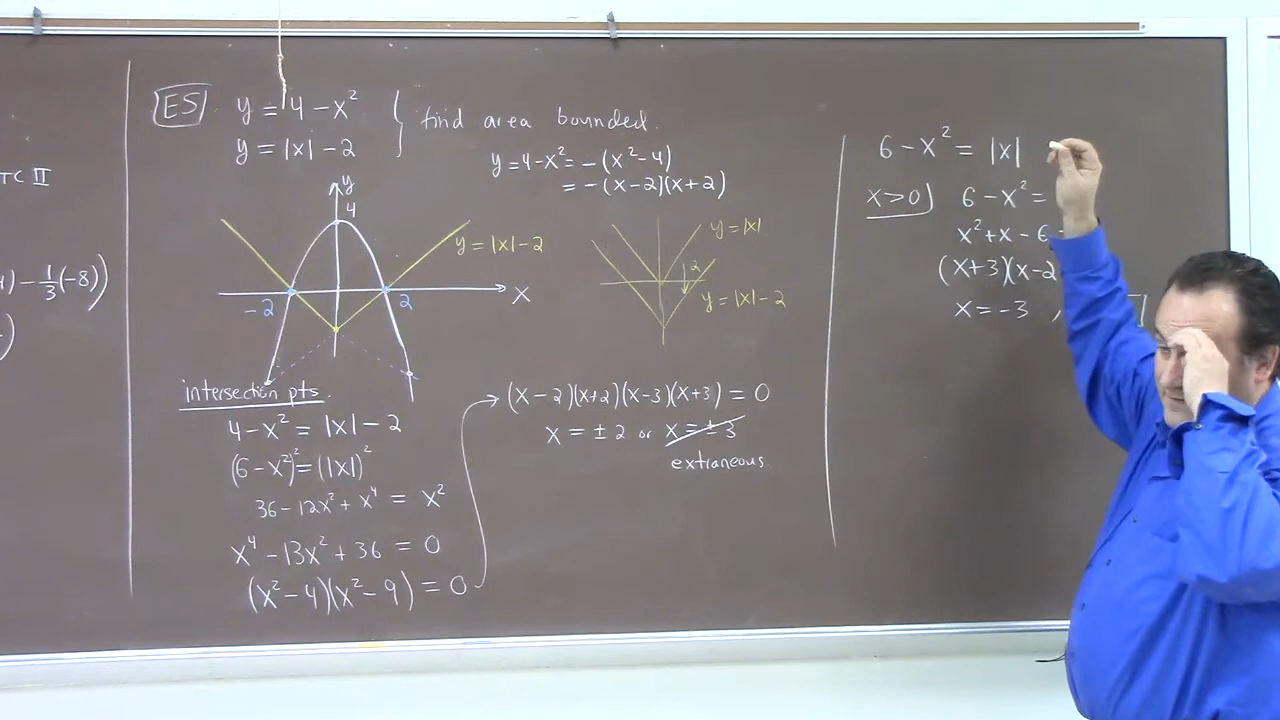 TC II
) - 1/3(-8))
E5
y = 4 - x²
y = |x| - 2
find area bounded.
y = 4 - x² = -(x² - 4)
= -(x - 2)(x + 2)
y
4
y = |x| - 2
-2
2
x
y = |x|
2
y = |x| - 2
intersection pts.
4 - x² = |x| - 2
(6 - x²)² = (|x|)²
36 - 12x² + x⁴ = x²
x⁴ - 13x² + 36 = 0
(x² - 4)(x² - 9) = 0
(x - 2)(x + 2)(x - 3)(x + 3) = 0
x = ±2 or x = ±3
extraneous
6 - x² = |x|
x > 0
6 - x² =
x² + x - 6
(x + 3)(x - 2
x = -3 ,